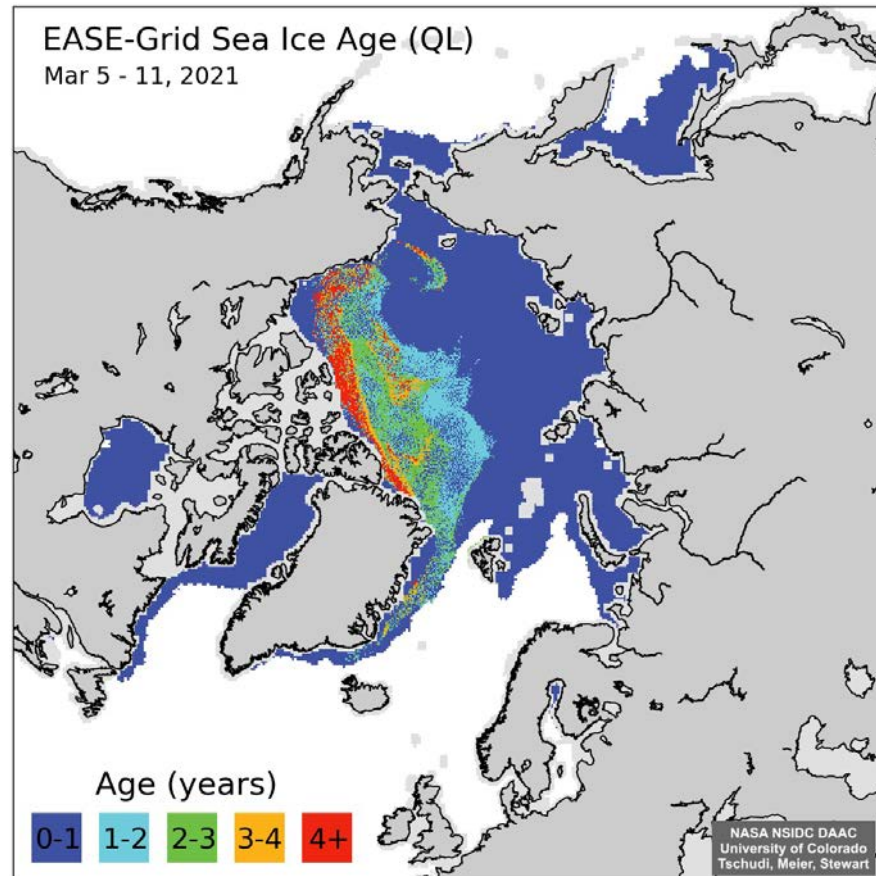 EASE-Grid Sea Ice Age (QL)
Mar 5 - 11, 2021
Age (years)
0-1 1-2 2-3 3-4 4+
NASA NSIDC DAAC
University of Colorado
Tschudi, Meier, Stewart